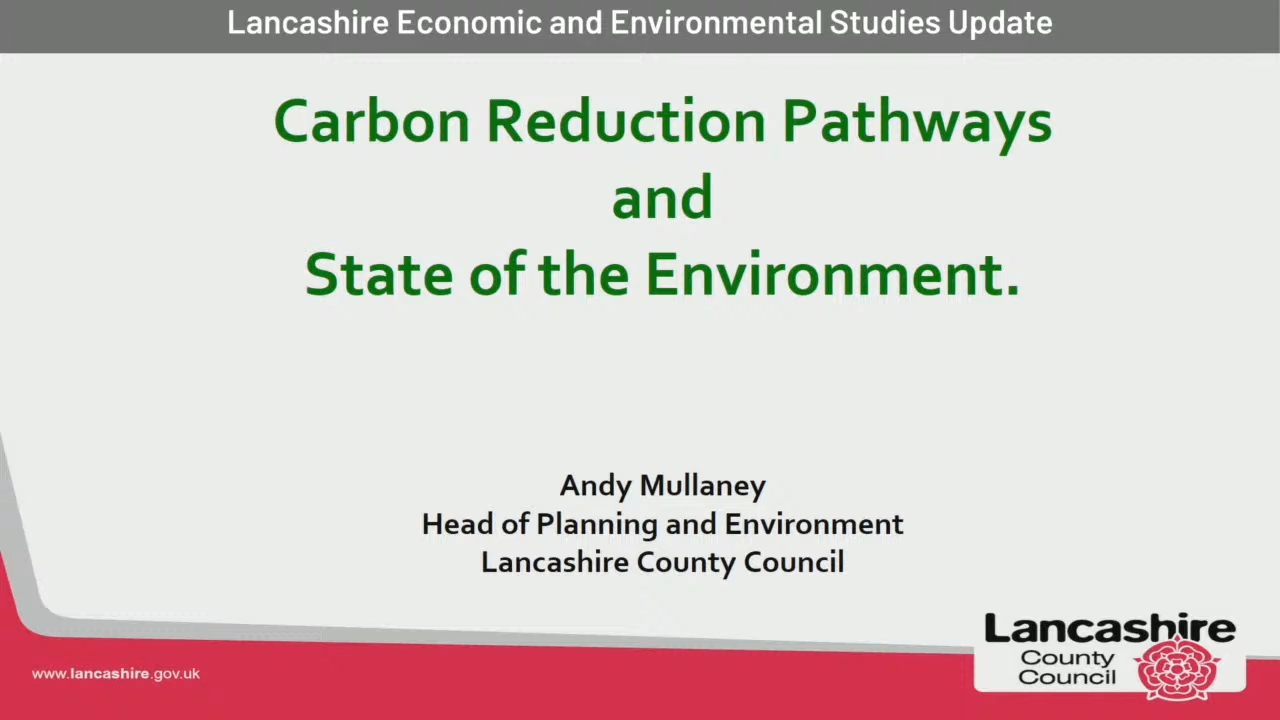 Lancashire Economic and Environmental Studies Update
Carbon Reduction Pathways
and
State of the Environment.
Andy Mullaney
Head of Planning and Environment
Lancashire County Council
www.lancashire.gov.uk
Lancashire
County
Council